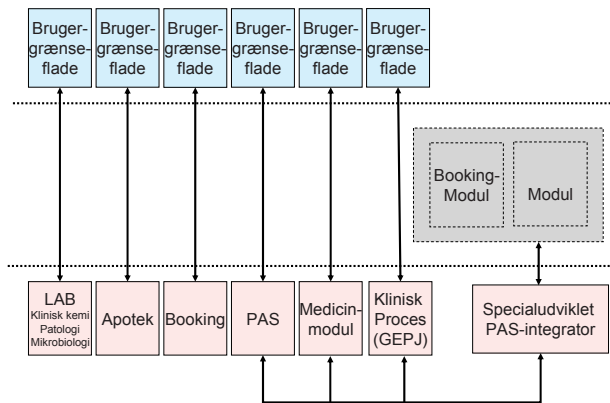 Bruger-
grænse-
flade
Bruger-
grænse-
flade
Bruger-
grænse-
flade
Bruger-
grænse-
flade
Bruger-
grænse-
flade
Bruger-
grænse-
flade
Booking-
Modul
Modul
LAB
Klinisk kemi
Patologi
Mikrobiologi
Apotek
Booking
PAS
Medicin-
modul
Klinisk
Proces
(GEPJ)
Specialudviklet
PAS-integrator